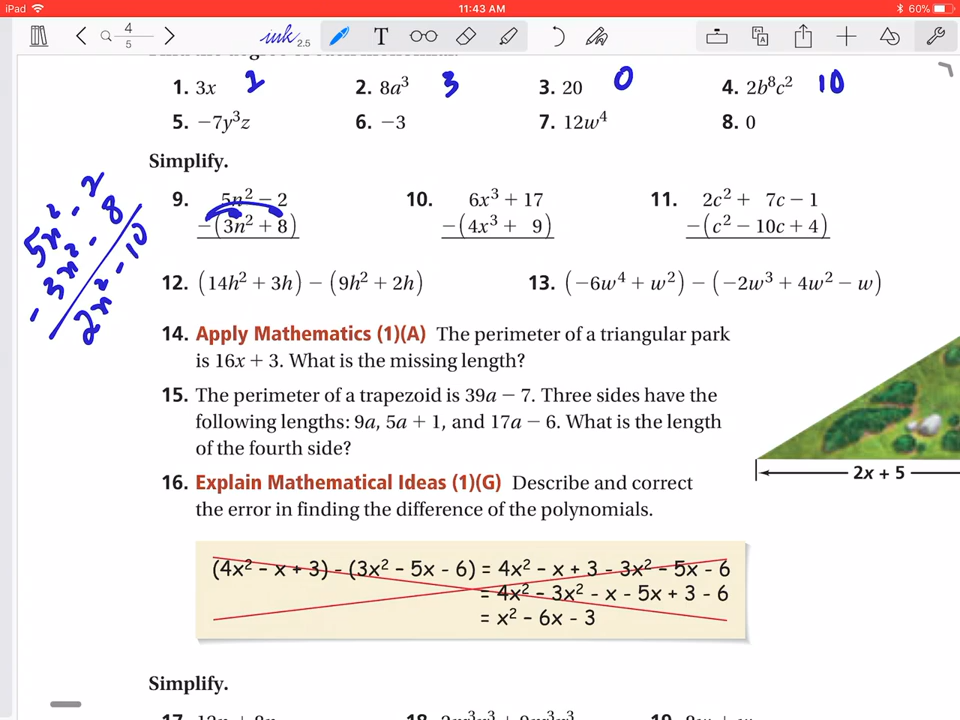 iPad 11:43 AM 60%
4
5
ink 2.5 T
1. 3x 1 2. 8a³ 3 3. 20 0 4. 2b⁸c² 10
5. −7y³z 6. −3 7. 12w⁴ 8. 0
Simplify.
9. 5n² − 2 10. 6x³ + 17 11. 2c² + 7c − 1
−(3n² + 8) −(4x³ + 9) −(c² − 10c + 4)
5n² - 2
- 3n² - 8
2n² - 10
12. (14h² + 3h) − (9h² + 2h) 13. (−6w⁴ + w²) − (−2w³ + 4w² − w)
14. Apply Mathematics (1)(A) The perimeter of a triangular park
is 16x + 3. What is the missing length?
15. The perimeter of a trapezoid is 39a − 7. Three sides have the
following lengths: 9a, 5a + 1, and 17a − 6. What is the length
of the fourth side?
2x + 5
16. Explain Mathematical Ideas (1)(G) Describe and correct
the error in finding the difference of the polynomials.
(4x² - x + 3) - (3x² - 5x - 6) = 4x² - x + 3 - 3x² - 5x - 6
= 4x² - 3x² - x - 5x + 3 - 6
= x² - 6x - 3
Simplify.